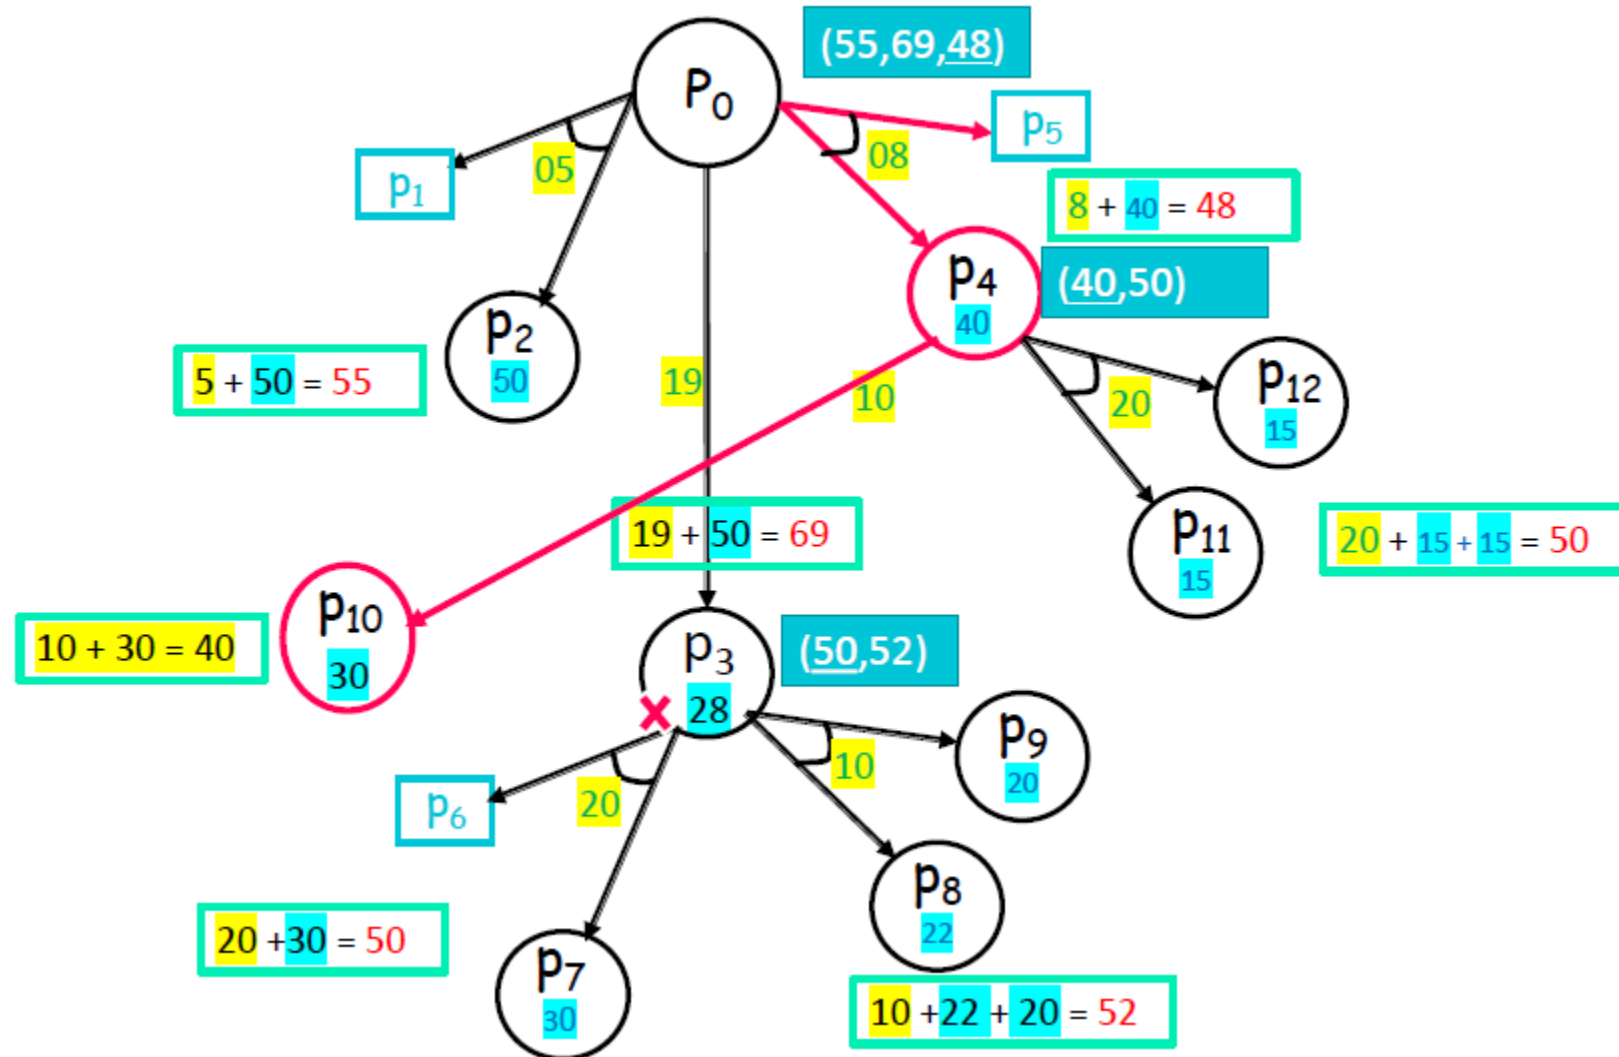 P₀
(55,69,48)
p₅
p₁
05
08
8 + 40 = 48
p₄
40
(40,50)
p₂
50
5 + 50 = 55
19
10
20
p₁₂
15
19 + 50 = 69
p₁₁
15
20 + 15 + 15 = 50
p₁₀
30
10 + 30 = 40
p₃
28
(50,52)
x
p₉
20
10
p₆
20
p₈
22
20 +30 = 50
p₇
30
10 +22 + 20 = 52